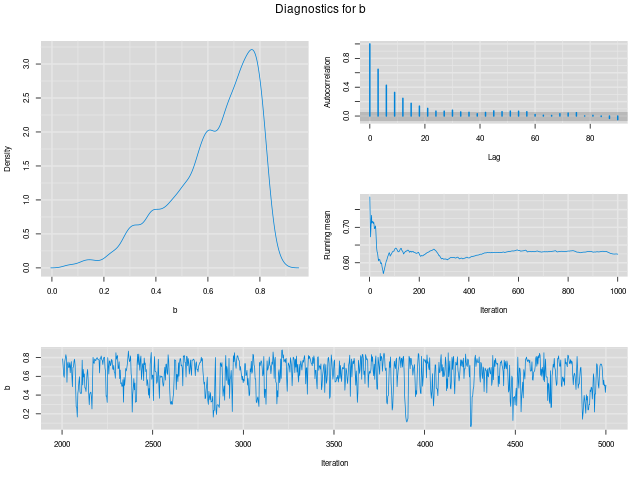 Diagnostics for b
Density
0.0 0.5 1.0 1.5 2.0 2.5 3.0
0.0 0.2 0.4 0.6 0.8
b
Autocorrelation
0.0 0.4 0.8
0 20 40 60 80
Lag
Running mean
0.60 0.70
0 200 400 600 800 1000
Iteration
b
0.2 0.4 0.6 0.8
2000 2500 3000 3500 4000 4500 5000
Iteration